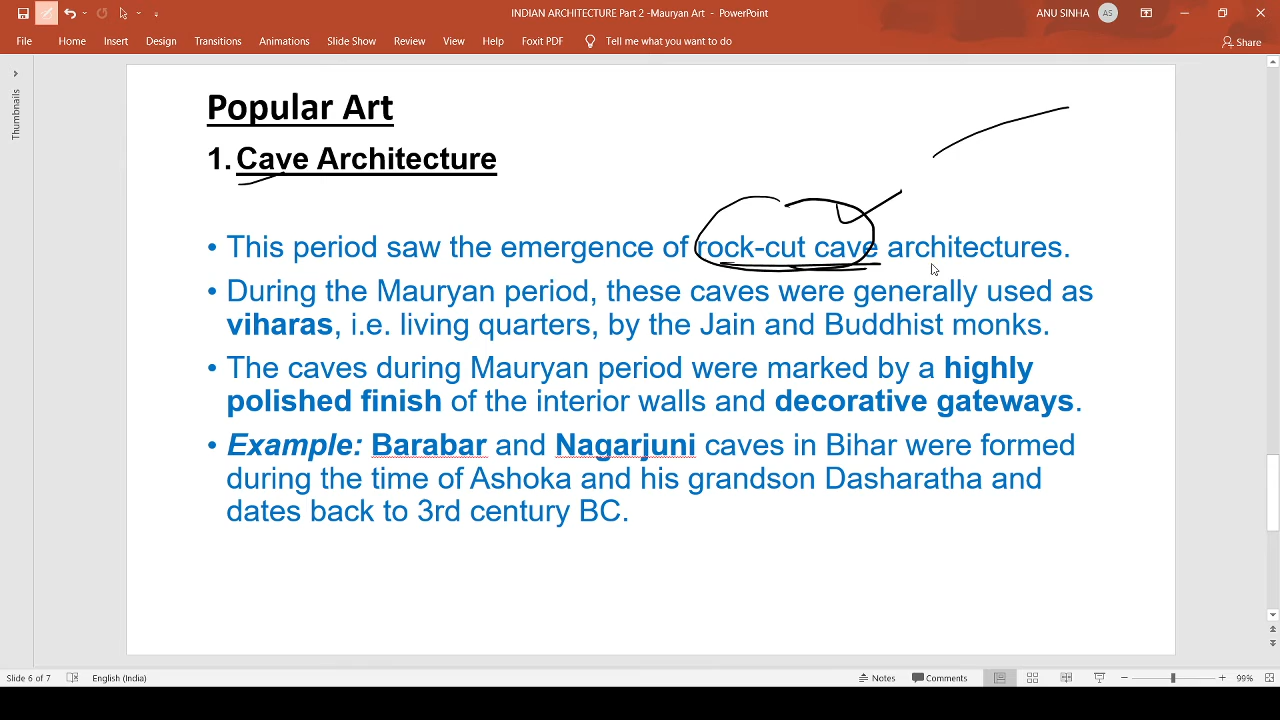 INDIAN ARCHITECTURE Part 2 -Mauryan Art - PowerPoint
ANU SINHA AS
File Home Insert Design Transitions Animations Slide Show Review View Help Foxit PDF Tell me what you want to do Share
Thumbnails
Popular Art
1. Cave Architecture
• This period saw the emergence of rock-cut cave architectures.
• During the Mauryan period, these caves were generally used as
viharas, i.e. living quarters, by the Jain and Buddhist monks.
• The caves during Mauryan period were marked by a highly
polished finish of the interior walls and decorative gateways.
• Example: Barabar and Nagarjuni caves in Bihar were formed
during the time of Ashoka and his grandson Dasharatha and
dates back to 3rd century BC.
Slide 6 of 7 English (India) Notes Comments 99%